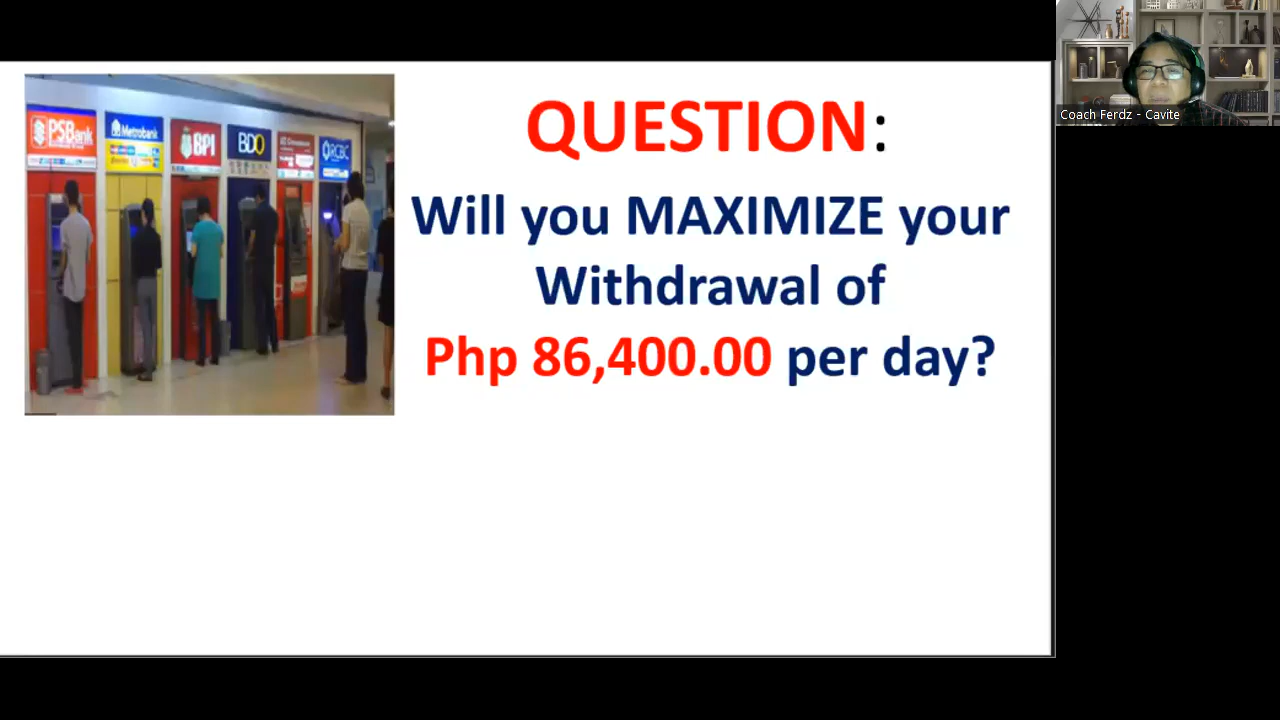 QUESTION:
Will you MAXIMIZE your
Withdrawal of
Php 86,400.00 per day?
PSBank
Metrobank
BPI
BDO
RCBC
Coach Ferdz - Cavite